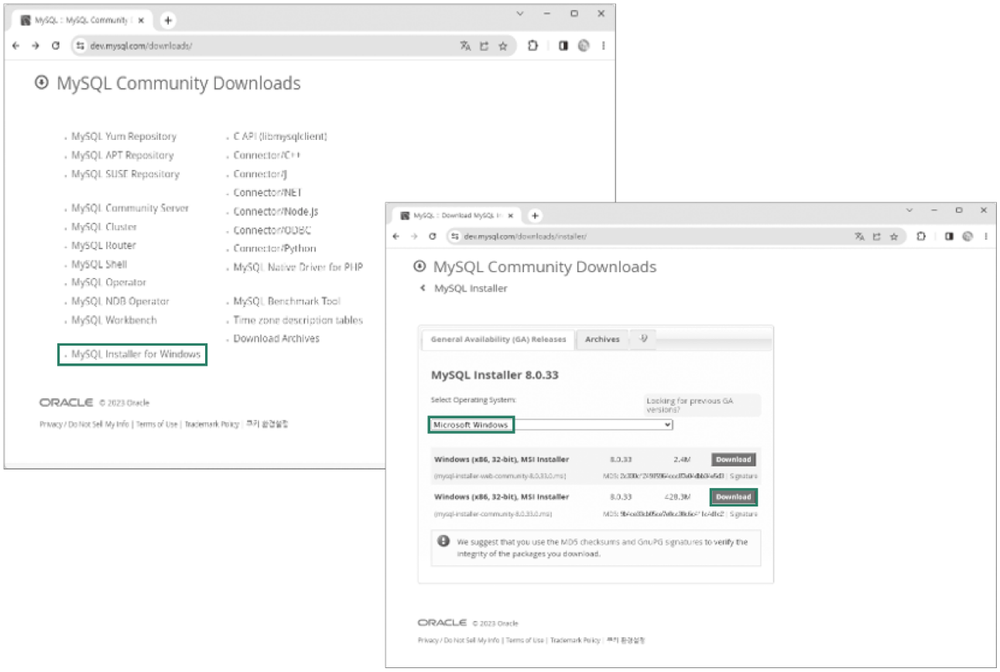 MySQL :: MySQL Community
dev.mysql.com/downloads/
MySQL Community Downloads
MySQL Yum Repository
MySQL APT Repository
MySQL SUSE Repository
MySQL Community Server
MySQL Cluster
MySQL Router
MySQL Shell
MySQL Operator
MySQL NDB Operator
MySQL Workbench
MySQL Installer for Windows
C API (libmysqlclient)
Connector/C++
Connector/J
Connector/NET
Connector/Node.js
Connector/ODBC
Connector/Python
MySQL Native Driver for PHP
MySQL Benchmark Tool
Time zone description tables
Download Archives
ORACLE © 2023 Oracle
Privacy / Do Not Sell My Info | Terms of Use | Trademark Policy | 쿠키 환경설정
MySQL :: Download MySQL In
dev.mysql.com/downloads/installer/
MySQL Community Downloads
MySQL Installer
General Availability (GA) Releases
Archives
MySQL Installer 8.0.33
Select Operating System:
Looking for previous GA
versions?
Microsoft Windows
Windows (x86, 32-bit), MSI Installer 8.0.33 2.4M Download
(mysql-installer-web-community-8.0.33.0.msi) MD5: | Signature
Windows (x86, 32-bit), MSI Installer 8.0.33 428.3M Download
(mysql-installer-community-8.0.33.0.msi) MD5: | Signature
We suggest that you use the MD5 checksums and GnuPG signatures to verify the
integrity of the packages you download.
ORACLE © 2023 Oracle
Privacy / Do Not Sell My Info | Terms of Use | Trademark Policy | 쿠키 환경설정